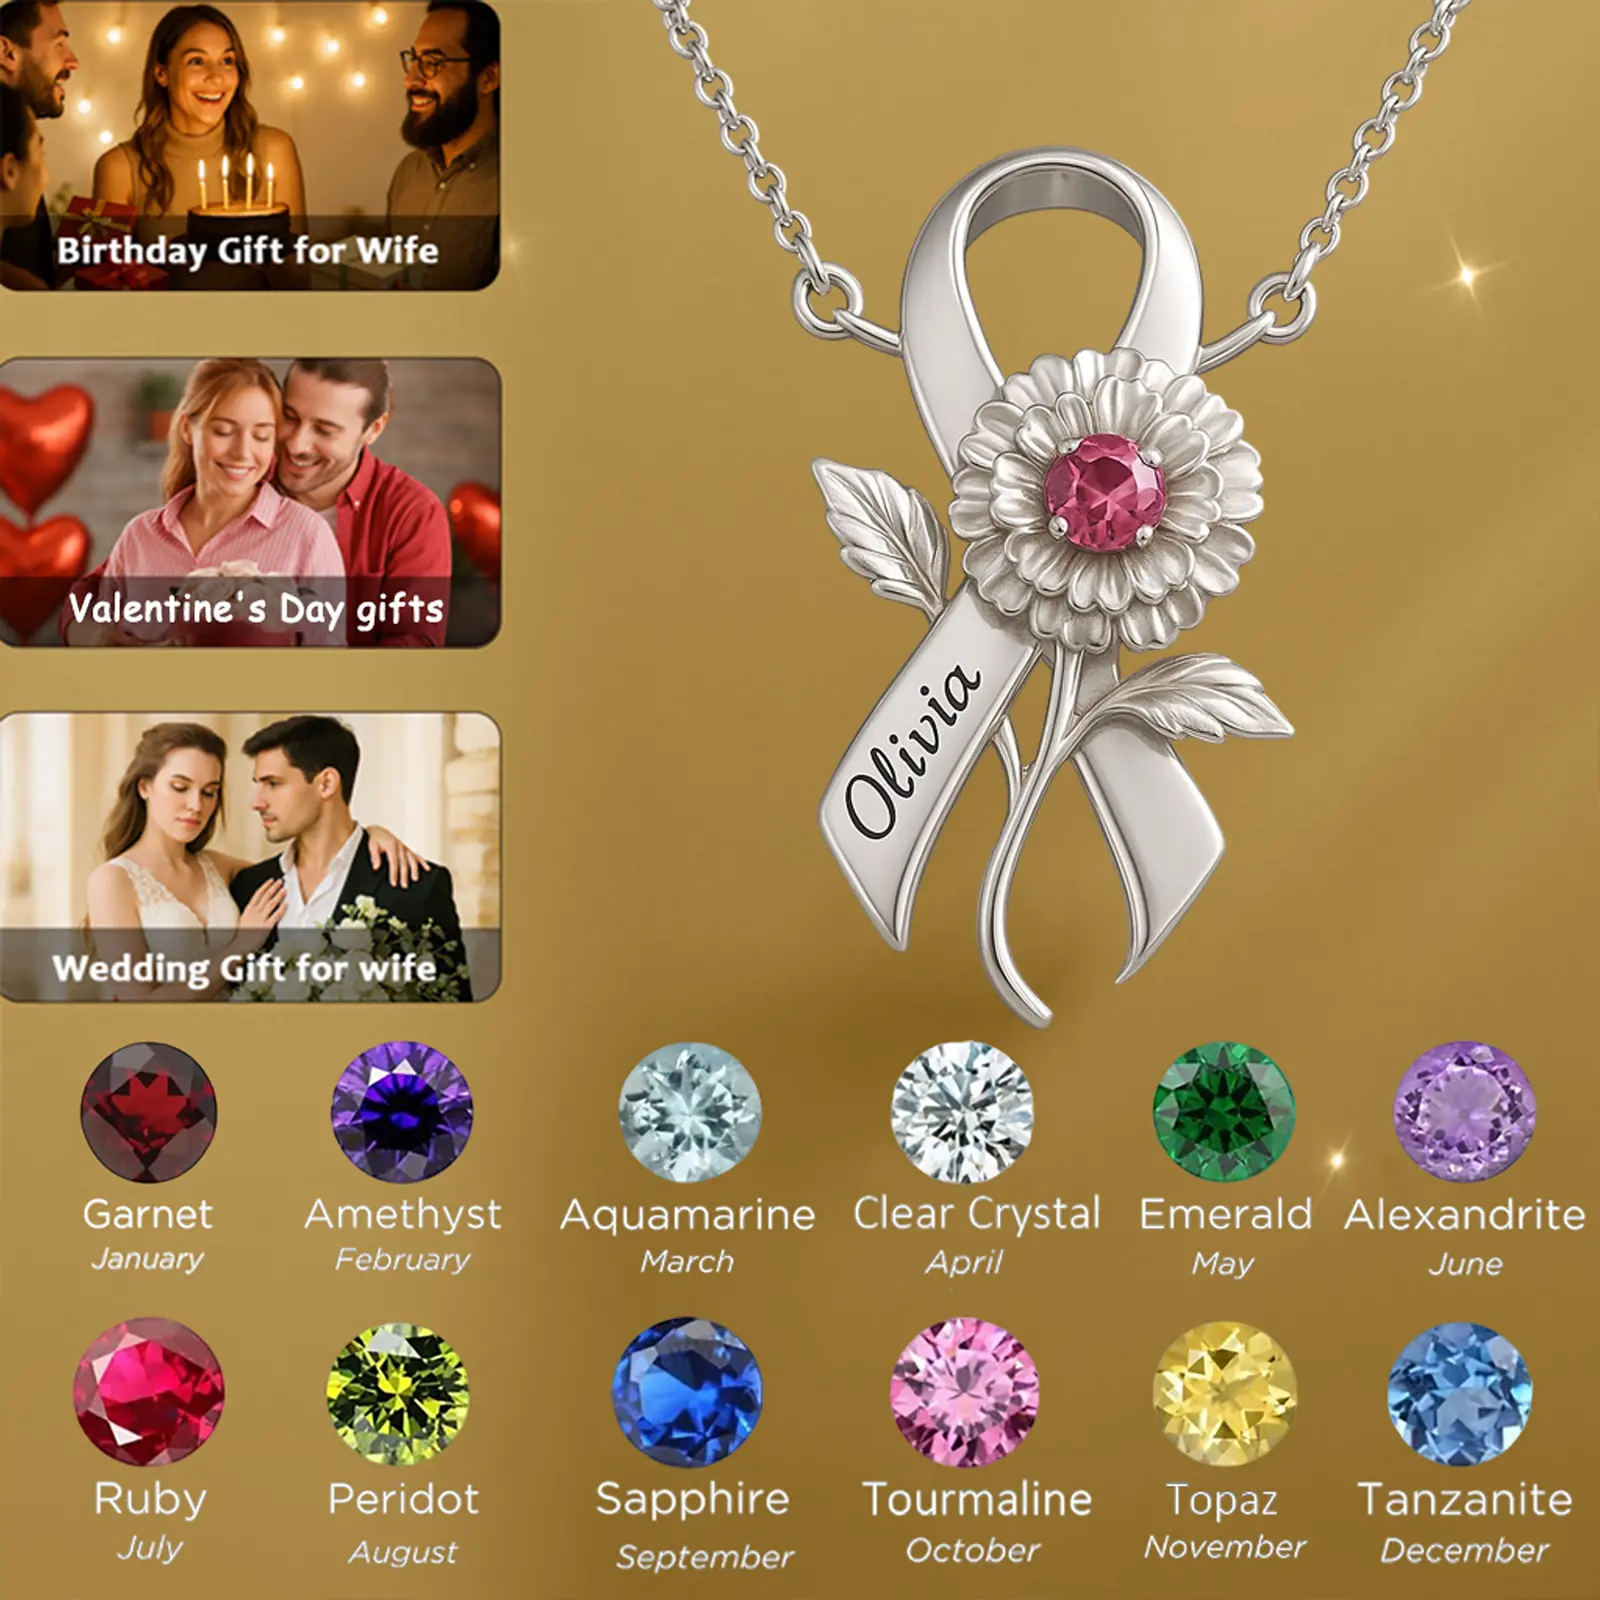 Birthday Gift for Wife
Valentine's Day gifts
Wedding Gift for wife
Olivia
Garnet
January
Amethyst
February
Aquamarine
March
Clear Crystal
April
Emerald
May
Alexandrite
June
Ruby
July
Peridot
August
Sapphire
September
Tourmaline
October
Topaz
November
Tanzanite
December